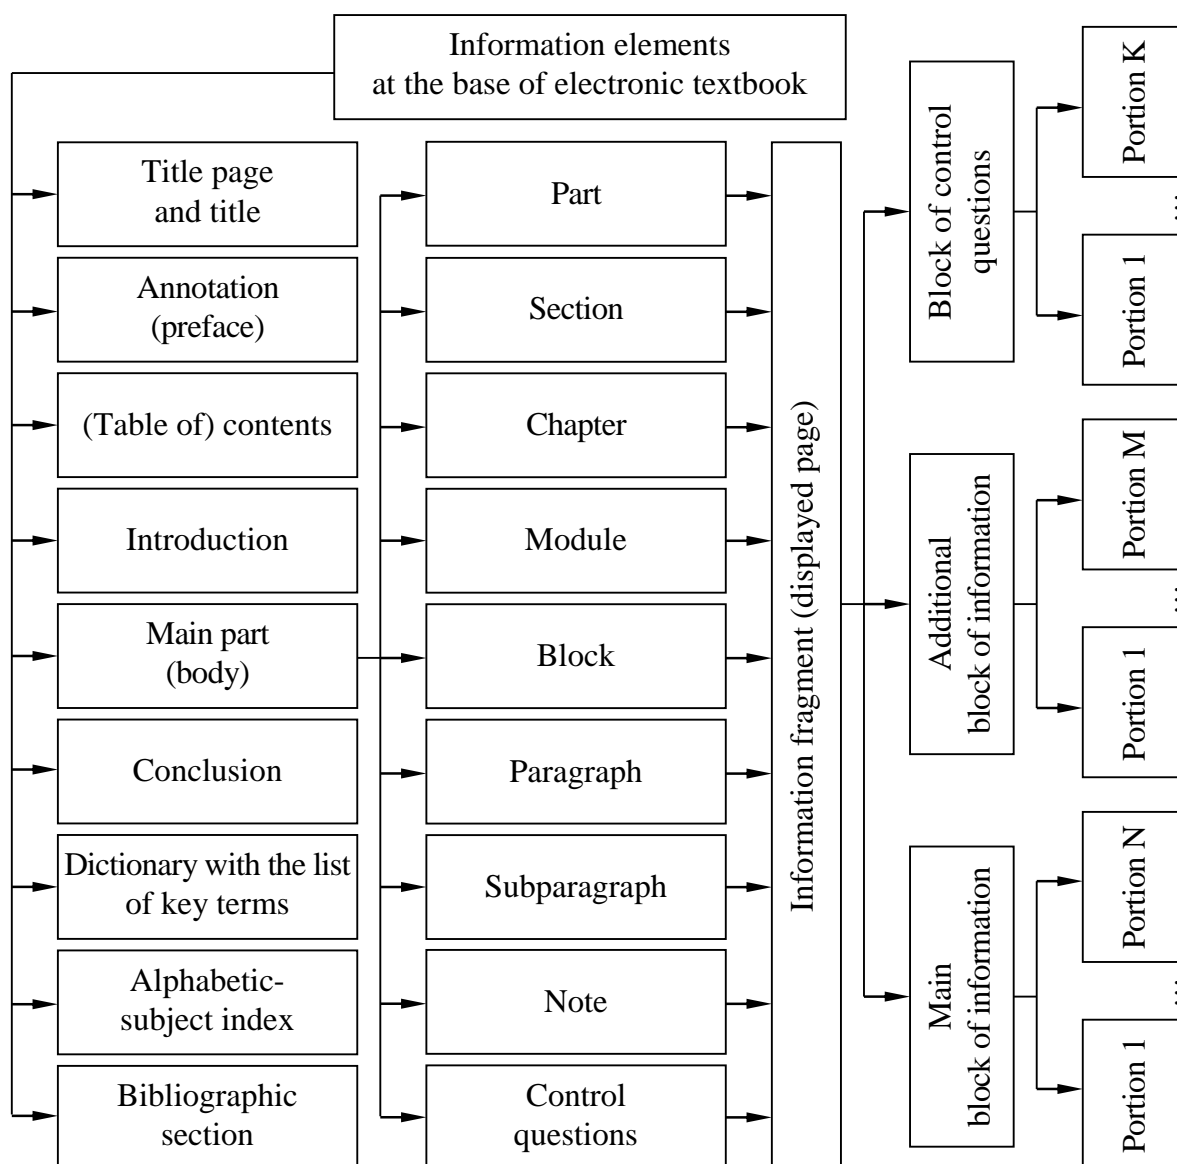 Information elements
at the base of electronic textbook
Title page
and title
Annotation
(preface)
(Table of) contents
Introduction
Main part
(body)
Conclusion
Dictionary with the list
of key terms
Alphabetic-
subject index
Bibliographic
section
Part
Section
Chapter
Module
Block
Paragraph
Subparagraph
Note
Control
questions
Information fragment (displayed page)
Block of control
questions
Portion K
...
Portion 1
Additional
block of information
Portion M
...
Portion 1
Main
block of information
Portion N
...
Portion 1